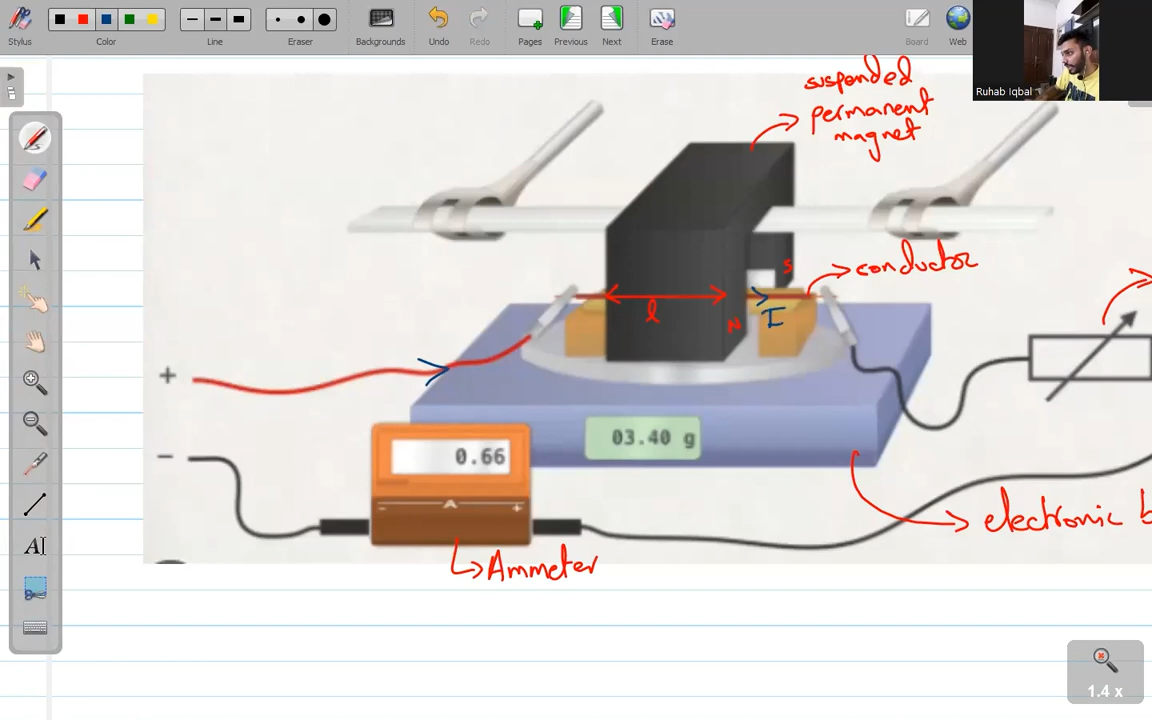 Stylus
Color
Line
Eraser
Backgrounds
Undo
Redo
Pages
Previous
Next
Erase
Board
Web
Ruhab Iqbal
suspended
permanent
magnet
conductor
S
l
N
I
+
03.40 g
0.66
−
A
− +
electronic b
Ammeter
A
1.4 x